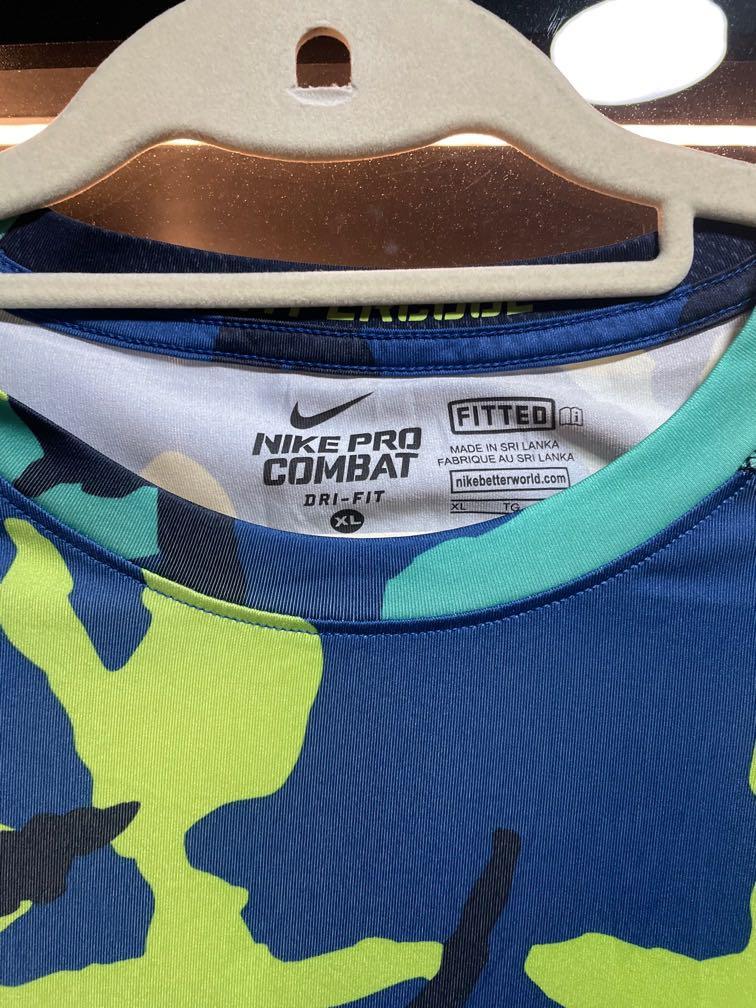 NIKE PRO
COMBAT
DRI-FIT
XL
FITTED
MADE IN SRI LANKA
FABRIQUE AU SRI LANKA
nikebetterworld.com
XL TG